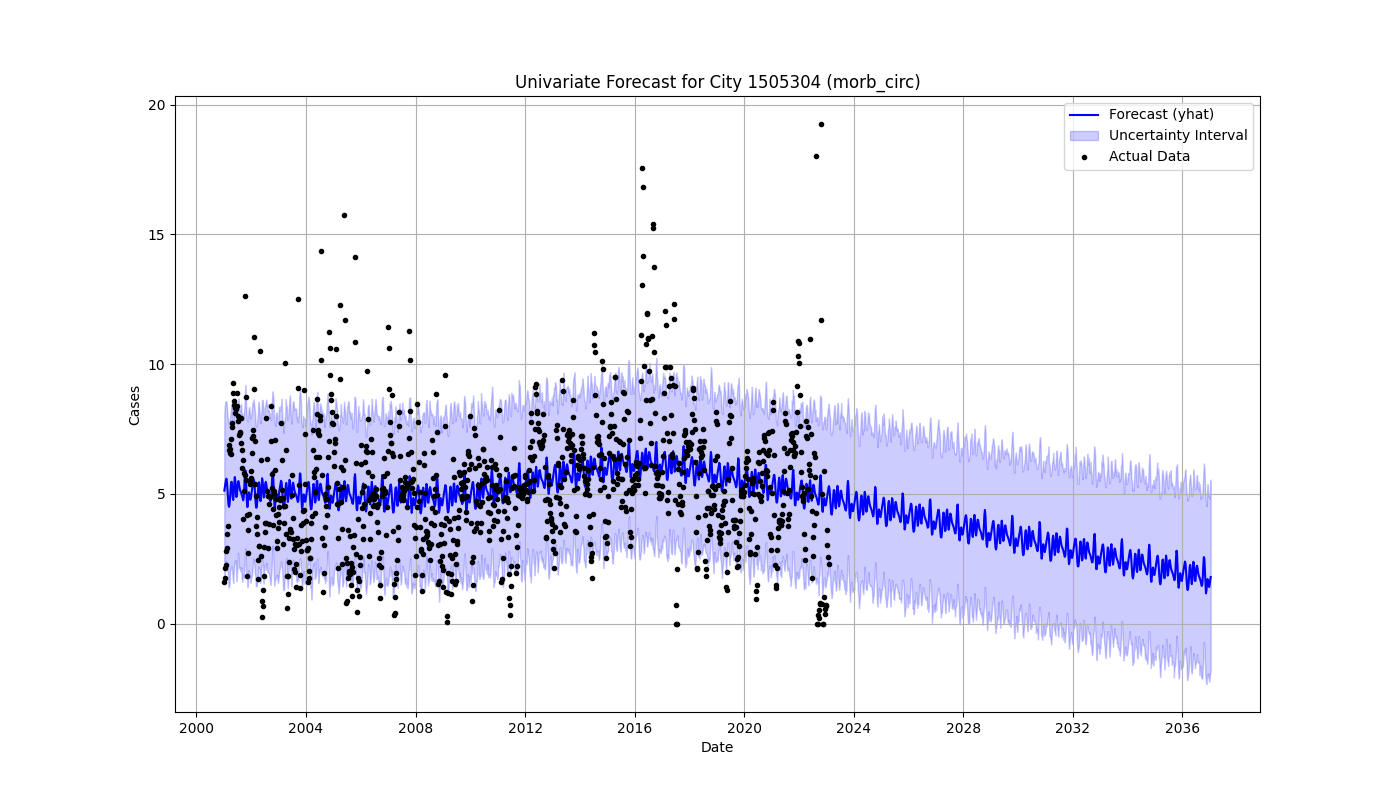 Univariate Forecast for City 1505304 (morb_circ)
Forecast (yhat)
Uncertainty Interval
Actual Data
Cases
20
15
10
5
0
2000 2004 2008 2012 2016 2020 2024 2028 2032 2036
Date